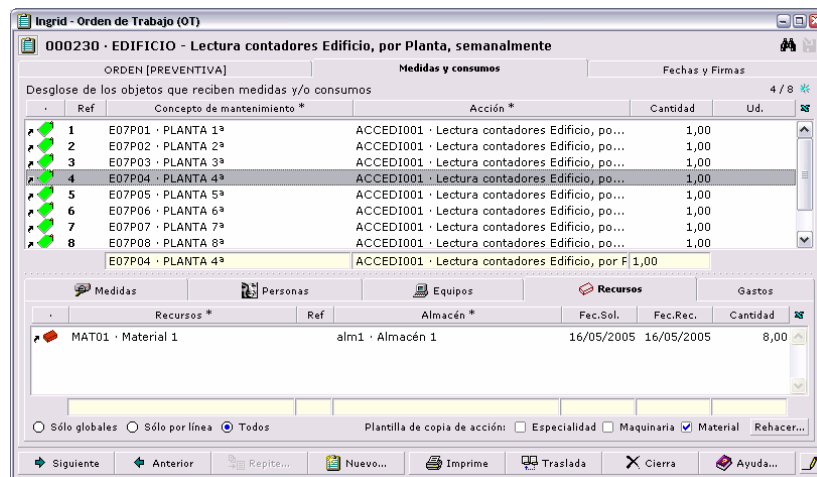 Ingrid - Orden de Trabajo (OT)
000230 · EDIFICIO - Lectura contadores Edificio, por Planta, semanalmente
ORDEN [PREVENTIVA] Medidas y consumos Fechas y Firmas
Desglose de los objetos que reciben medidas y/o consumos 4 / 8
· Ref Concepto de mantenimiento * Acción * Cantidad Ud.
1 E07P01 · PLANTA 1ª ACCEDI001 · Lectura contadores Edificio, po... 1,00
2 E07P02 · PLANTA 2ª ACCEDI001 · Lectura contadores Edificio, po... 1,00
3 E07P03 · PLANTA 3ª ACCEDI001 · Lectura contadores Edificio, po... 1,00
4 E07P04 · PLANTA 4ª ACCEDI001 · Lectura contadores Edificio, po... 1,00
5 E07P05 · PLANTA 5ª ACCEDI001 · Lectura contadores Edificio, po... 1,00
6 E07P06 · PLANTA 6ª ACCEDI001 · Lectura contadores Edificio, po... 1,00
7 E07P07 · PLANTA 7ª ACCEDI001 · Lectura contadores Edificio, po... 1,00
8 E07P08 · PLANTA 8ª ACCEDI001 · Lectura contadores Edificio, po... 1,00
E07P04 · PLANTA 4ª ACCEDI001 · Lectura contadores Edificio, por P 1,00
Medidas Personas Equipos Recursos Gastos
· Recursos * Ref Almacén * Fec.Sol. Fec.Rec. Cantidad
MAT01 · Material 1 alm1 · Almacén 1 16/05/2005 16/05/2005 8,00
Sólo globales Sólo por línea Todos Plantilla de copia de acción: Especialidad Maquinaria Material Rehacer...
Siguiente Anterior Repite... Nuevo... Imprime Traslada Cierra Ayuda...